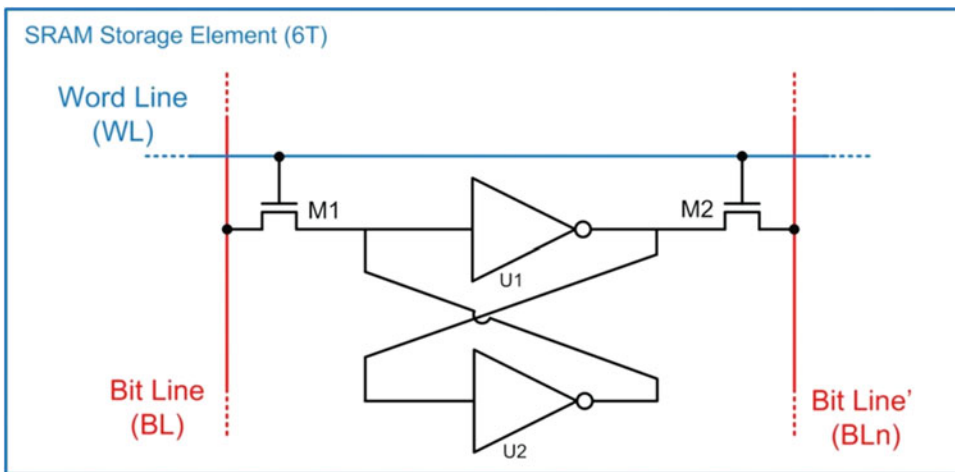 SRAM Storage Element (6T)
Word Line
(WL)
M1
M2
U1
Bit Line
(BL)
U2
Bit Line'
(BLn)